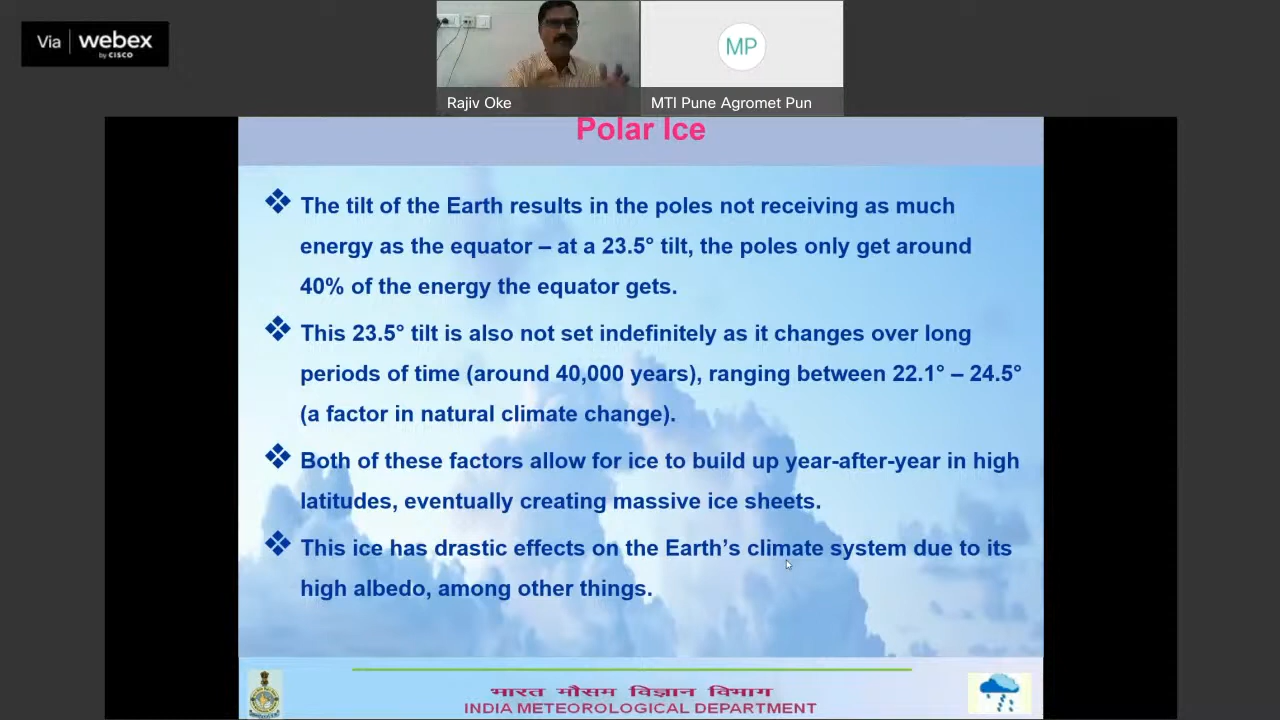 Via webex
by CISCO
MP
Rajiv Oke
MTI Pune Agromet Pun
Polar Ice
The tilt of the Earth results in the poles not receiving as much
energy as the equator – at a 23.5° tilt, the poles only get around
40% of the energy the equator gets.
This 23.5° tilt is also not set indefinitely as it changes over long
periods of time (around 40,000 years), ranging between 22.1° – 24.5°
(a factor in natural climate change).
Both of these factors allow for ice to build up year-after-year in high
latitudes, eventually creating massive ice sheets.
This ice has drastic effects on the Earth’s climate system due to its
high albedo, among other things.
भारत मौसम विज्ञान विभाग
INDIA METEOROLOGICAL DEPARTMENT